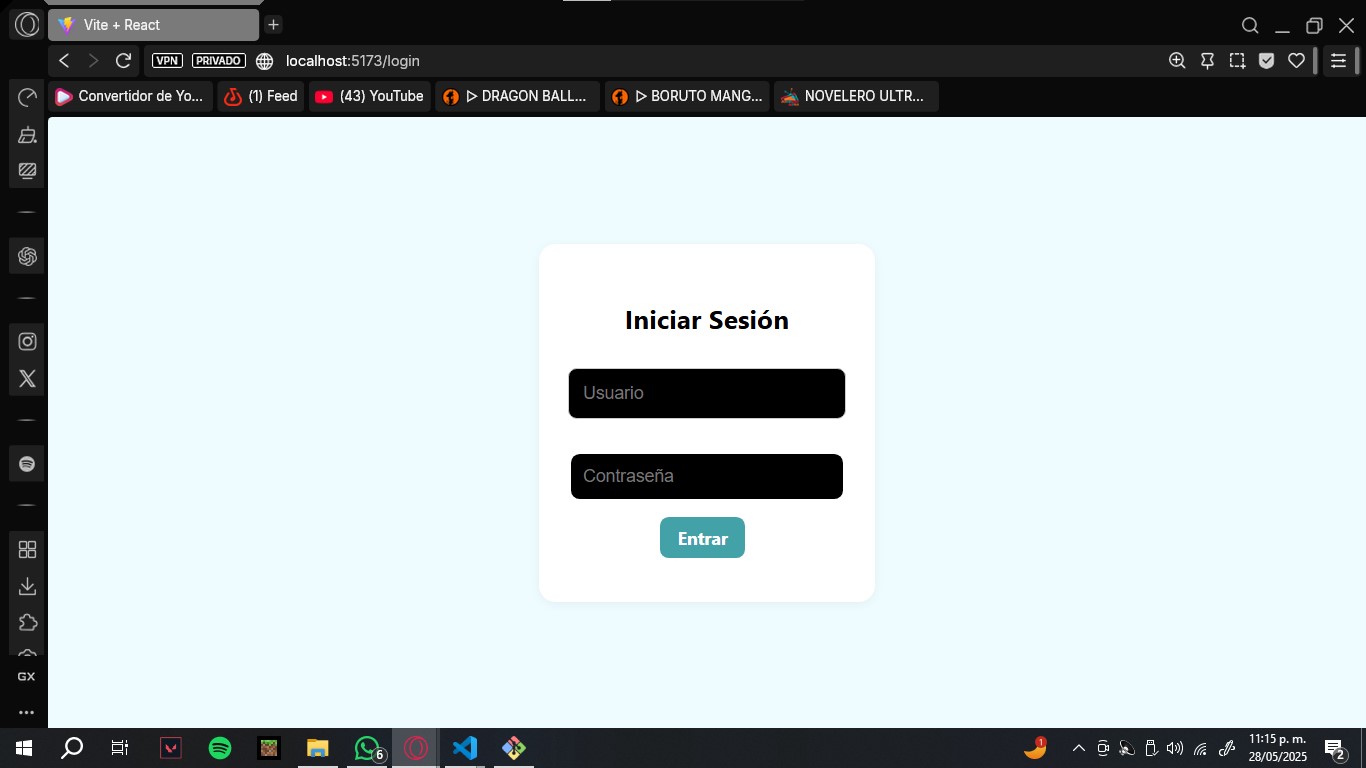 Vite + React
VPN PRIVADO localhost:5173/login
Convertidor de Yo... (1) Feed (43) YouTube ▷ DRAGON BALL... ▷ BORUTO MANG... NOVELERO ULTR...
Iniciar Sesión
Usuario
Contraseña
Entrar
GX
6
1
11:15 p. m.
28/05/2025
2